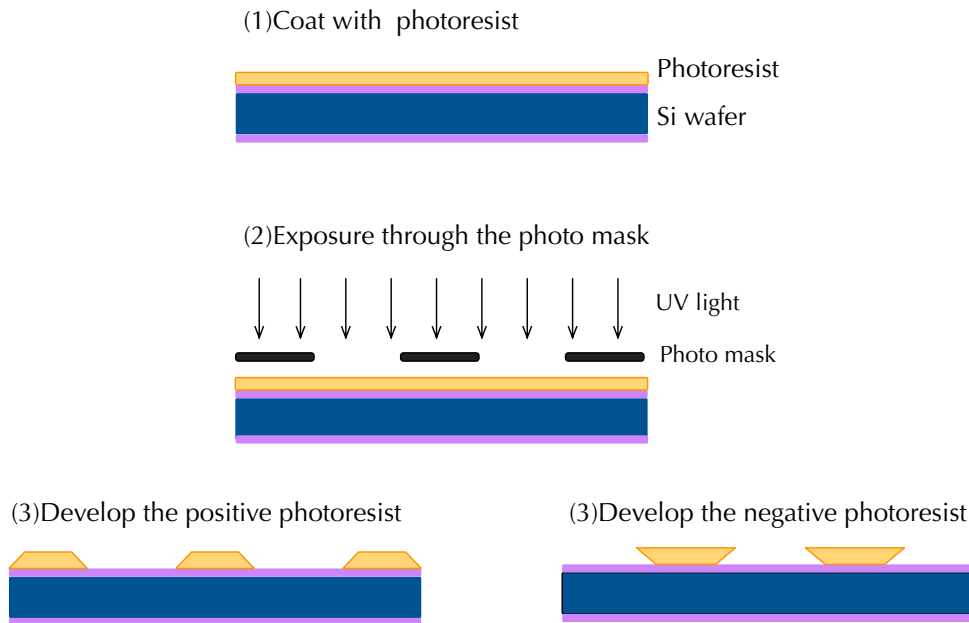 (1)Coat with photoresist
Photoresist
Si wafer
(2)Exposure through the photo mask
UV light
Photo mask
(3)Develop the positive photoresist
(3)Develop the negative photoresist